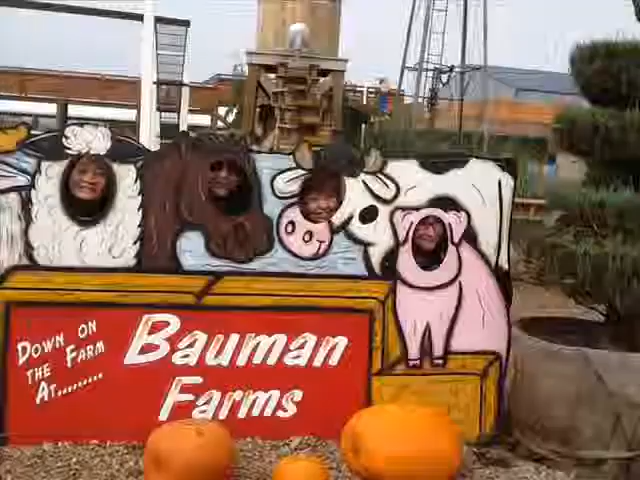 DOWN ON
THE FARM
AT.........
Bauman
Farms